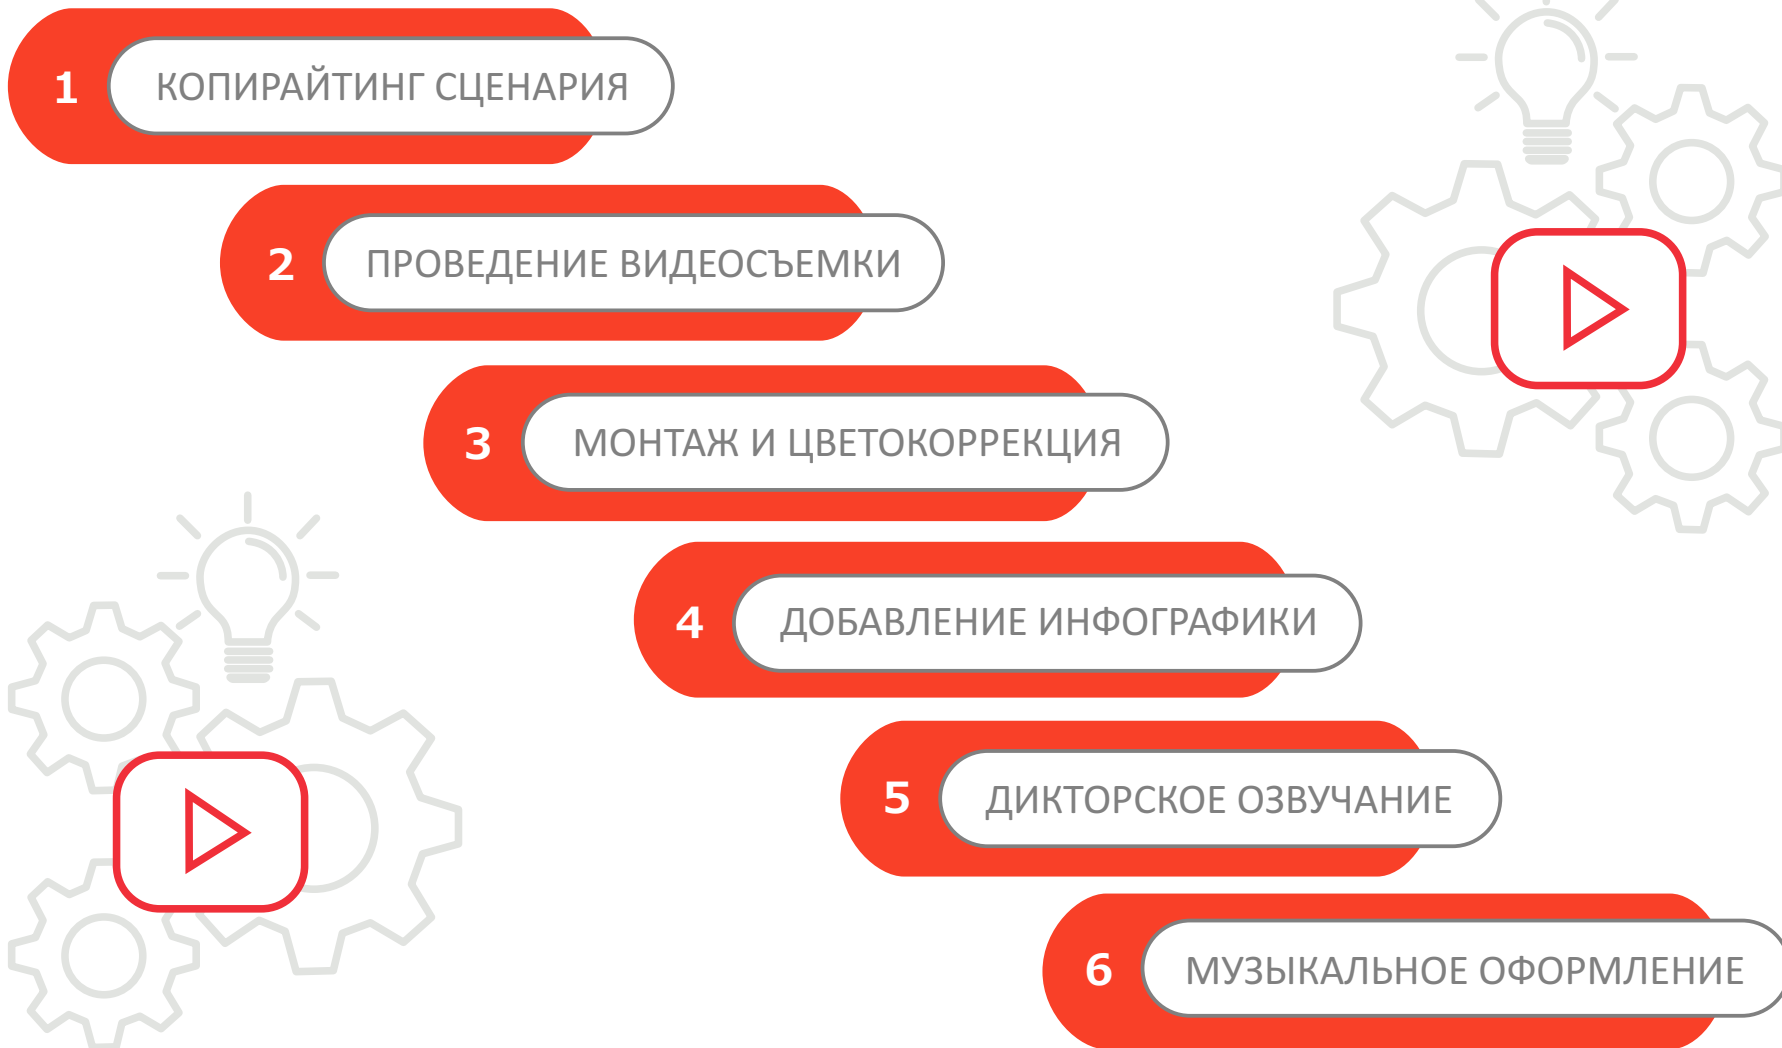 1 КОПИРАЙТИНГ СЦЕНАРИЯ
2 ПРОВЕДЕНИЕ ВИДЕОСЪЕМКИ
3 МОНТАЖ И ЦВЕТОКОРРЕКЦИЯ
4 ДОБАВЛЕНИЕ ИНФОГРАФИКИ
5 ДИКТОРСКОЕ ОЗВУЧАНИЕ
6 МУЗЫКАЛЬНОЕ ОФОРМЛЕНИЕ